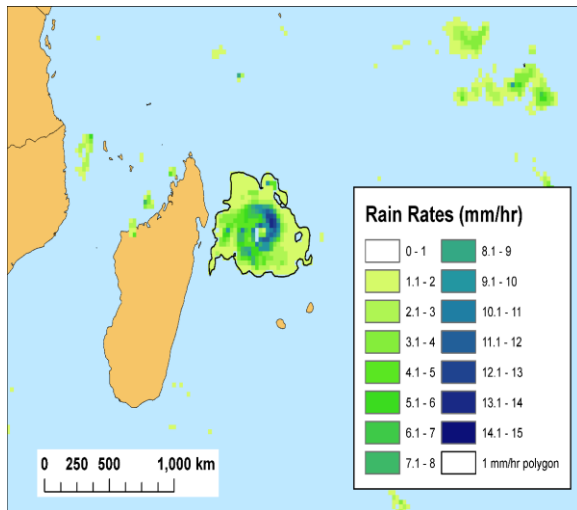 Rain Rates (mm/hr)
0 - 1 8.1 - 9
1.1 - 2 9.1 - 10
2.1 - 3 10.1 - 11
3.1 - 4 11.1 - 12
4.1 - 5 12.1 - 13
5.1 - 6 13.1 - 14
6.1 - 7 14.1 - 15
7.1 - 8 1 mm/hr polygon
0 250 500 1,000 km